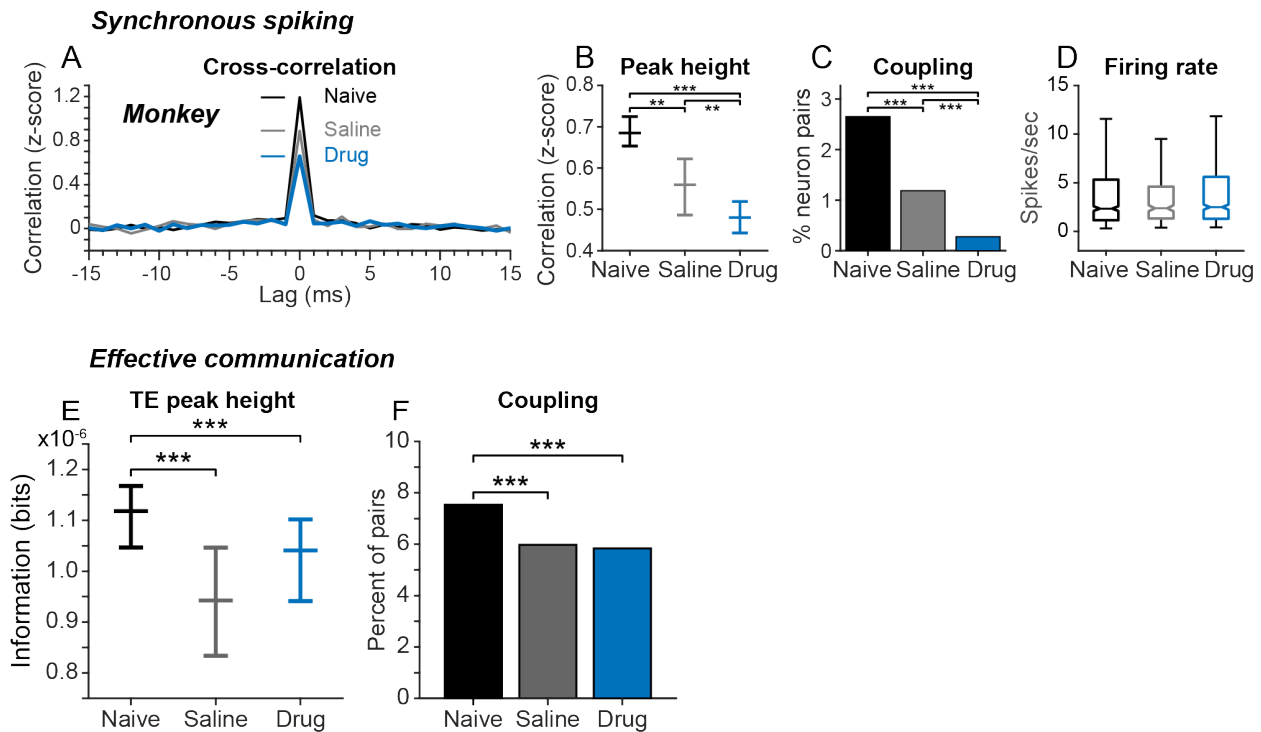 Synchronous spiking
A
Cross-correlation
Monkey
Naive
Saline
Drug
Correlation (z-score)
1.2
0.8
0.4
0
-15
-10
-5
0
5
10
15
Lag (ms)
B
Peak height
***
** **
Correlation (z-score)
0.8
0.7
0.6
0.5
0.4
Naive Saline Drug
C
Coupling
***
*** ***
% neuron pairs
3
2
1
0
Naive Saline Drug
D
Firing rate
Spikes/sec
15
10
5
0
Naive Saline Drug
Effective communication
E
TE peak height
x10-6
***
***
Information (bits)
1.2
1.1
1.0
0.9
0.8
Naive Saline Drug
F
Coupling
***
***
Percent of pairs
10
8
6
4
2
0
Naive Saline Drug